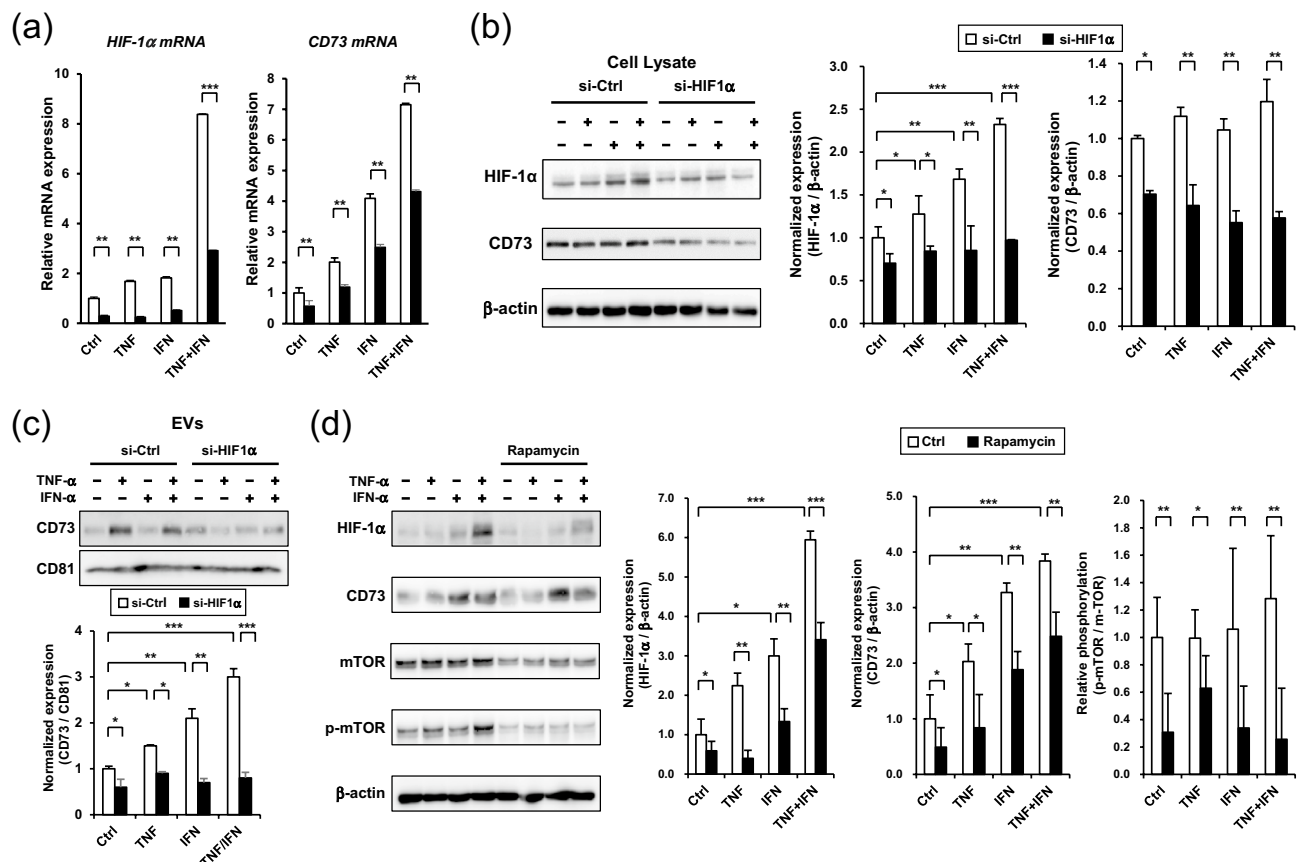 (a)
HIF-1α mRNA
Relative mRNA expression
10
8
6
4
2
0
** ** ** ***
Ctrl TNF IFN TNF+IFN
CD73 mRNA
Relative mRNA expression
8
7
6
5
4
3
2
1
0
** ** ** **
Ctrl TNF IFN TNF+IFN
(b)
Cell Lysate
si-Ctrl si-HIF1α
– + – + – + – +
– – + + – – + +
HIF-1α
CD73
β-actin
si-Ctrl si-HIF1α
Normalized expression
(HIF-1α / β-actin)
3.0
2.5
2.0
1.5
1.0
0.5
0.0
***
**
*
* * ** ***
Ctrl TNF IFN TNF+IFN
Normalized expression
(CD73 / β-actin)
1.4
1.2
1.0
0.8
0.6
0.4
0.2
0.0
* ** ** **
Ctrl TNF IFN TNF+IFN
(c)
EVs
si-Ctrl si-HIF1α
TNF-α – + – + – + – +
IFN-α – – + + – – + +
CD73
CD81
si-Ctrl si-HIF1α
Normalized expression
(CD73 / CD81)
4
3
2
1
0
***
**
*
* * ** ***
Ctrl TNF IFN TNF/IFN
(d)
Rapamycin
TNF-α – + – + – + – +
IFN-α – – + + – – + +
HIF-1α
CD73
mTOR
p-mTOR
β-actin
Ctrl Rapamycin
Normalized expression
(HIF-1α / β-actin)
7.0
6.0
5.0
4.0
3.0
2.0
1.0
0.0
***
*
* ** ** ***
Ctrl TNF IFN TNF+IFN
Normalized expression
(CD73 / β-actin)
5.0
4.0
3.0
2.0
1.0
0.0
***
**
*
* * ** **
Ctrl TNF IFN TNF+IFN
Relative phosphorylation
(p-mTOR / m-TOR)
2.0
1.8
1.6
1.4
1.2
1.0
0.8
0.6
0.4
0.2
0.0
** * ** **
Ctrl TNF IFN TNF+IFN